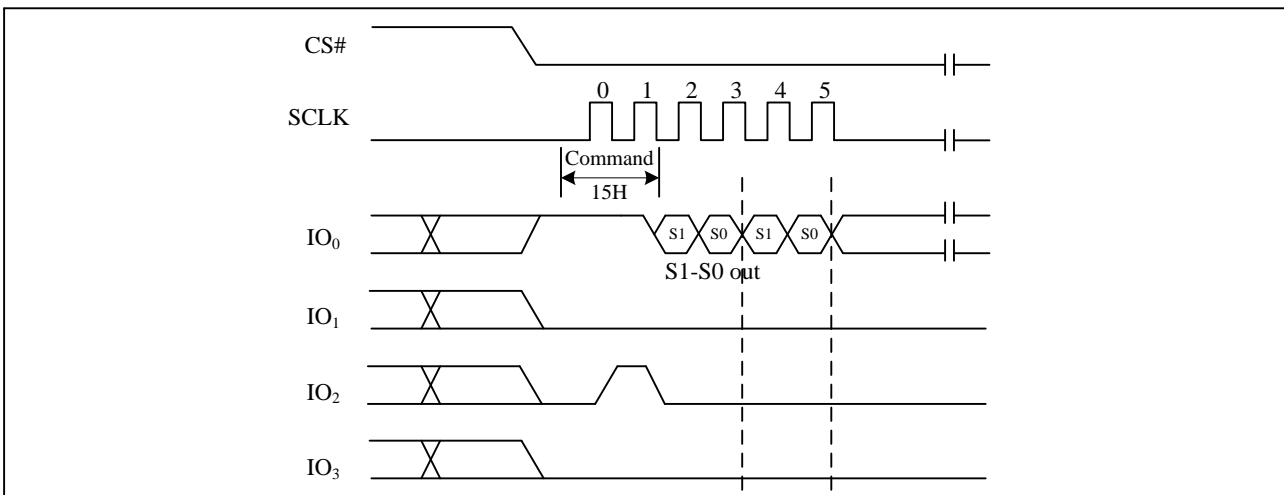 CS#
0 1 2 3 4 5
SCLK
Command
15H
IO₀
S1 S0 S1 S0
S1-S0 out
IO₁
IO₂
IO₃